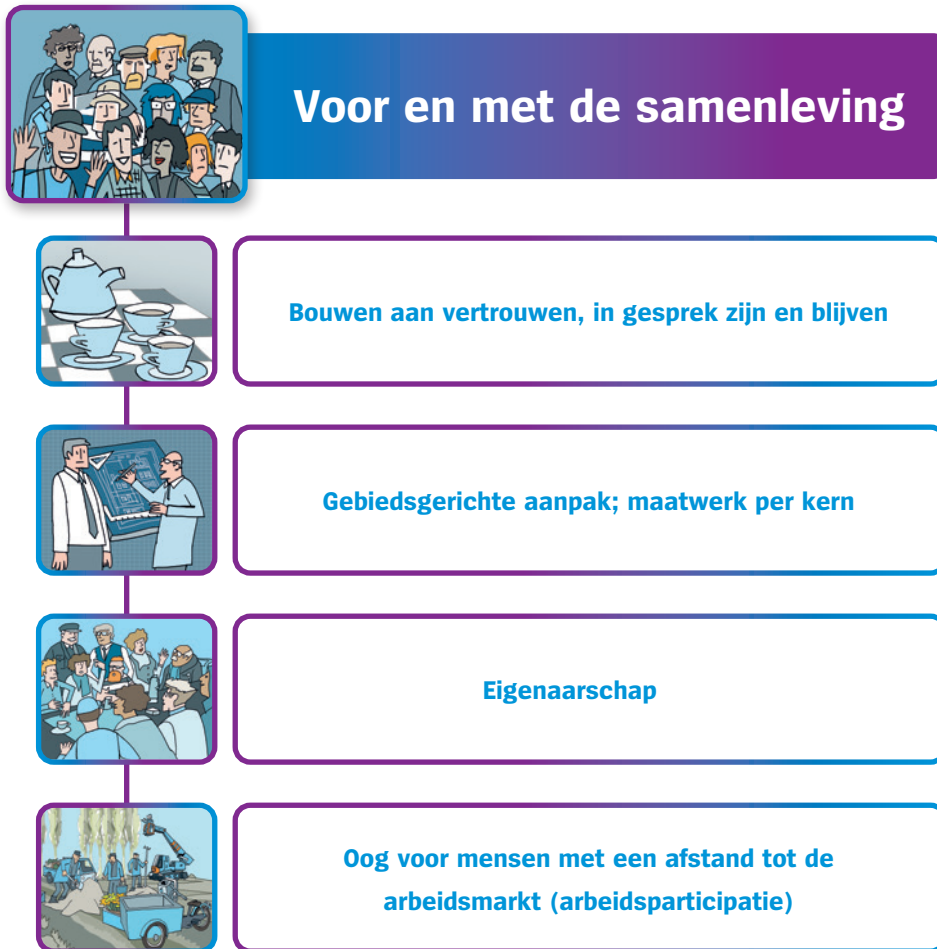 Voor en met de samenleving
Bouwen aan vertrouwen, in gesprek zijn en blijven
Gebiedsgerichte aanpak; maatwerk per kern
Eigenaarschap
Oog voor mensen met een afstand tot de
arbeidsmarkt (arbeidsparticipatie)